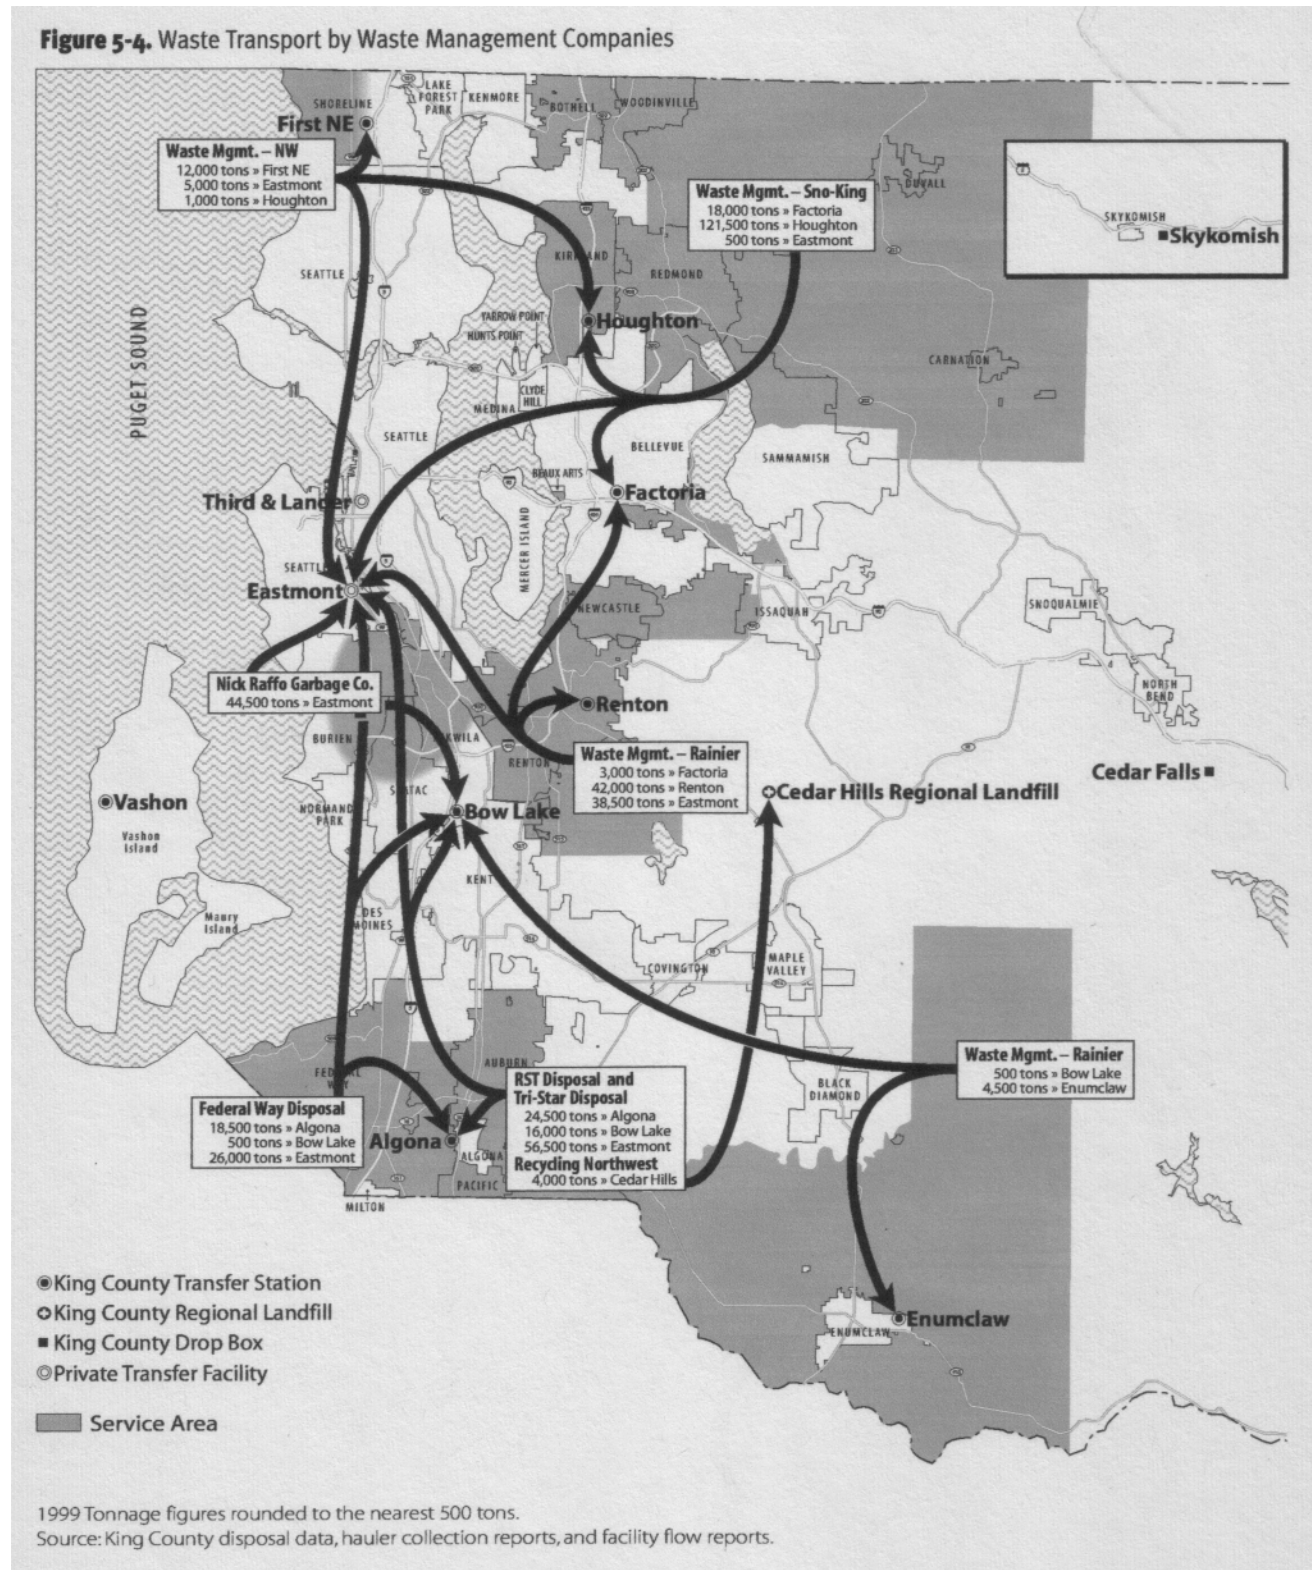 Figure 5-4. Waste Transport by Waste Management Companies
SHORELINE
LAKE
FOREST
PARK
KENMORE
BOTHELL
WOODINVILLE
First NE
Waste Mgmt. – NW
12,000 tons » First NE
5,000 tons » Eastmont
1,000 tons » Houghton
Waste Mgmt. – Sno-King
18,000 tons » Factoria
121,500 tons » Houghton
500 tons » Eastmont
DUVALL
SKYKOMISH
Skykomish
SEATTLE
KIRKLAND
REDMOND
PUGET SOUND
YARROW POINT
HUNTS POINT
Houghton
CARNATION
CLYDE
HILL
MEDINA
SEATTLE
BELLEVUE
SAMMAMISH
BEAUX ARTS
Third & Lander
Factoria
MERCER ISLAND
SEATTLE
Eastmont
NEWCASTLE
ISSAQUAH
SNOQUALMIE
NORTH
BEND
Nick Raffo Garbage Co.
44,500 tons » Eastmont
Renton
BURIEN
TUKWILA
RENTON
Waste Mgmt. – Rainier
3,000 tons » Factoria
42,000 tons » Renton
38,500 tons » Eastmont
Cedar Falls
Cedar Hills Regional Landfill
Vashon
Vashon
Island
SEATAC
NORMANDY
PARK
Bow Lake
KENT
Maury
Island
DES
MOINES
COVINGTON
MAPLE
VALLEY
AUBURN
FEDERAL
WAY
BLACK
DIAMOND
Waste Mgmt. – Rainier
500 tons » Bow Lake
4,500 tons » Enumclaw
Federal Way Disposal
18,500 tons » Algona
500 tons » Bow Lake
26,000 tons » Eastmont
RST Disposal and
Tri-Star Disposal
24,500 tons » Algona
16,000 tons » Bow Lake
56,500 tons » Eastmont
Recycling Northwest
4,000 tons » Cedar Hills
Algona
ALGONA
PACIFIC
MILTON
Enumclaw
ENUMCLAW
King County Transfer Station
King County Regional Landfill
King County Drop Box
Private Transfer Facility
Service Area
1999 Tonnage figures rounded to the nearest 500 tons.
Source: King County disposal data, hauler collection reports, and facility flow reports.